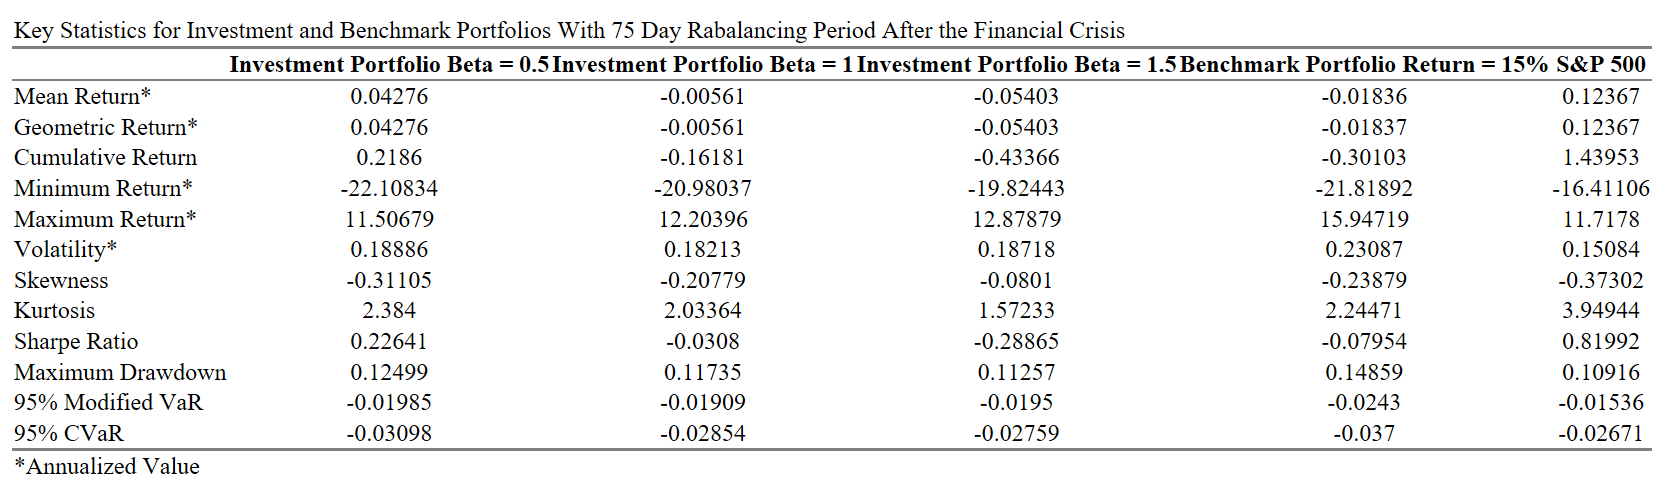 Key Statistics for Investment and Benchmark Portfolios With 75 Day Rabalancing Period After the Financial Crisis
Investment Portfolio Beta = 0.5 Investment Portfolio Beta = 1 Investment Portfolio Beta = 1.5 Benchmark Portfolio Return = 15% S&P 500
Mean Return* 0.04276 -0.00561 -0.05403 -0.01836 0.12367
Geometric Return* 0.04276 -0.00561 -0.05403 -0.01837 0.12367
Cumulative Return 0.2186 -0.16181 -0.43366 -0.30103 1.43953
Minimum Return* -22.10834 -20.98037 -19.82443 -21.81892 -16.41106
Maximum Return* 11.50679 12.20396 12.87879 15.94719 11.7178
Volatility* 0.18886 0.18213 0.18718 0.23087 0.15084
Skewness -0.31105 -0.20779 -0.0801 -0.23879 -0.37302
Kurtosis 2.384 2.03364 1.57233 2.24471 3.94944
Sharpe Ratio 0.22641 -0.0308 -0.28865 -0.07954 0.81992
Maximum Drawdown 0.12499 0.11735 0.11257 0.14859 0.10916
95% Modified VaR -0.01985 -0.01909 -0.0195 -0.0243 -0.01536
95% CVaR -0.03098 -0.02854 -0.02759 -0.037 -0.02671
*Annualized Value